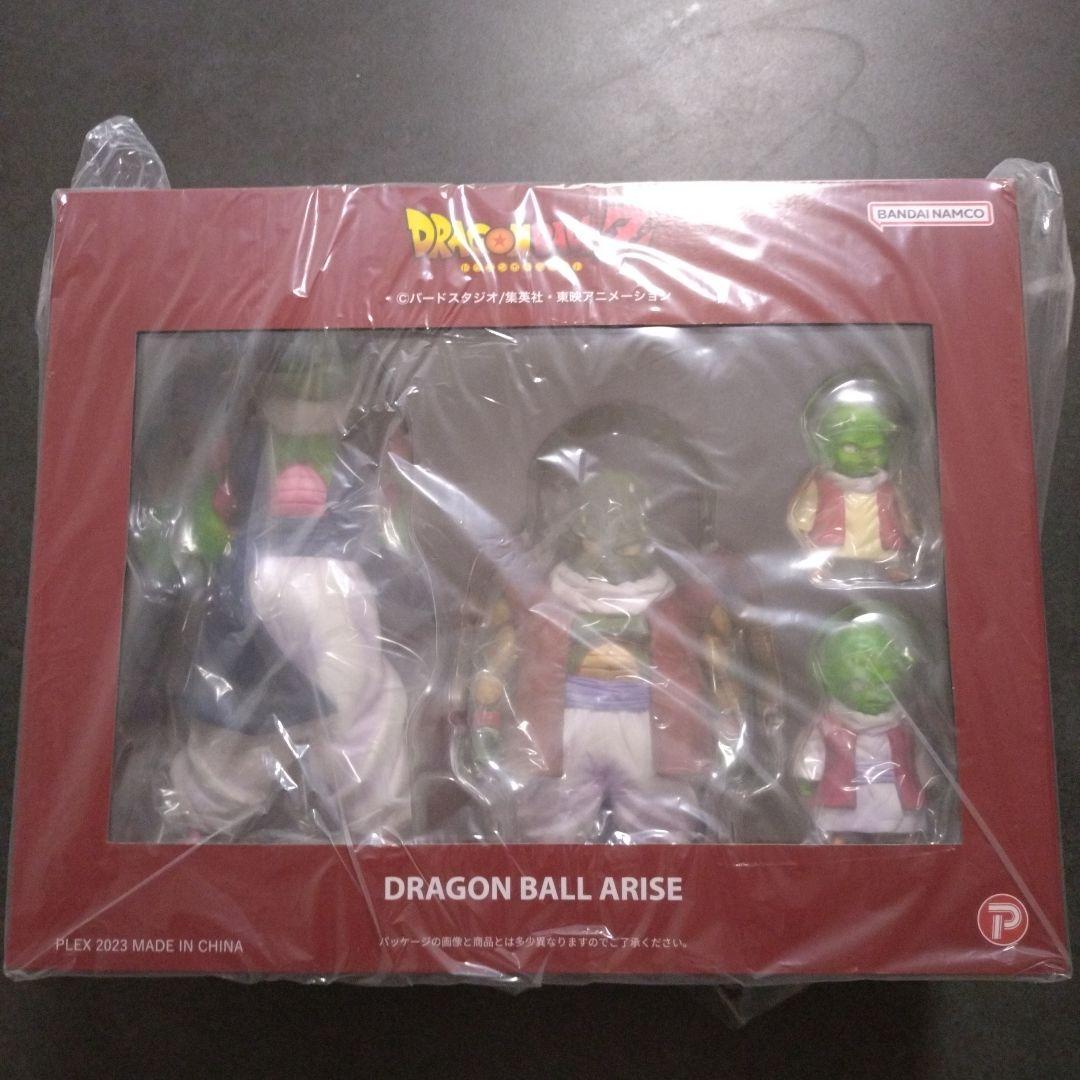 DRAGON BALL Z
BANDAI NAMCO
©バードスタジオ/集英社・東映アニメーション
DRAGON BALL ARISE
PLEX 2023 MADE IN CHINA
パッケージの画像と商品とは多少異なりますのでご了承ください。
P